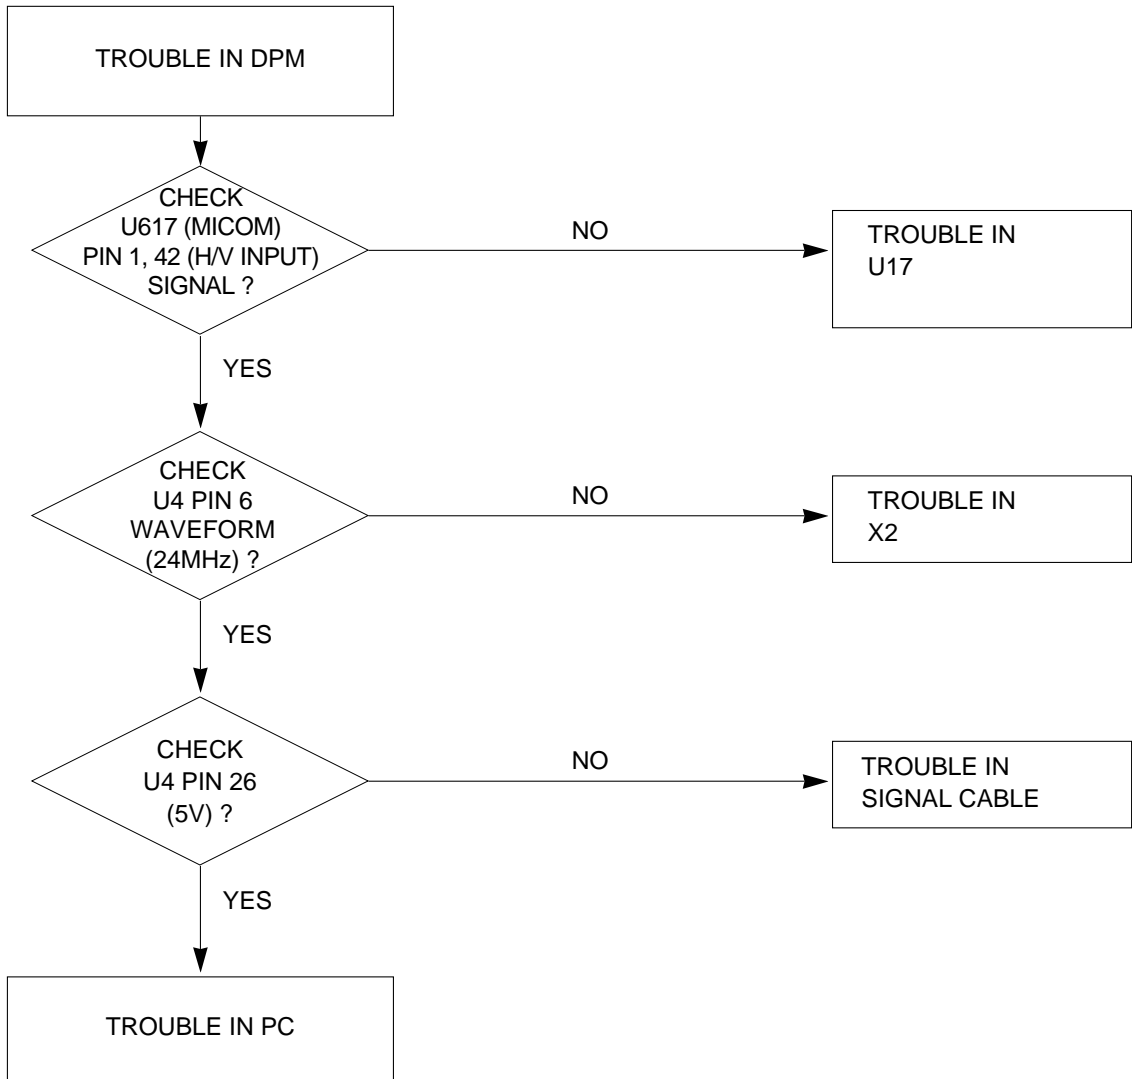 TROUBLE IN DPM
CHECK
U617 (MICOM)
PIN 1, 42 (H/V INPUT)
SIGNAL ?
NO
TROUBLE IN
U17
YES
CHECK
U4 PIN 6
WAVEFORM
(24MHz) ?
NO
TROUBLE IN
X2
YES
CHECK
U4 PIN 26
(5V) ?
NO
TROUBLE IN
SIGNAL CABLE
YES
TROUBLE IN PC